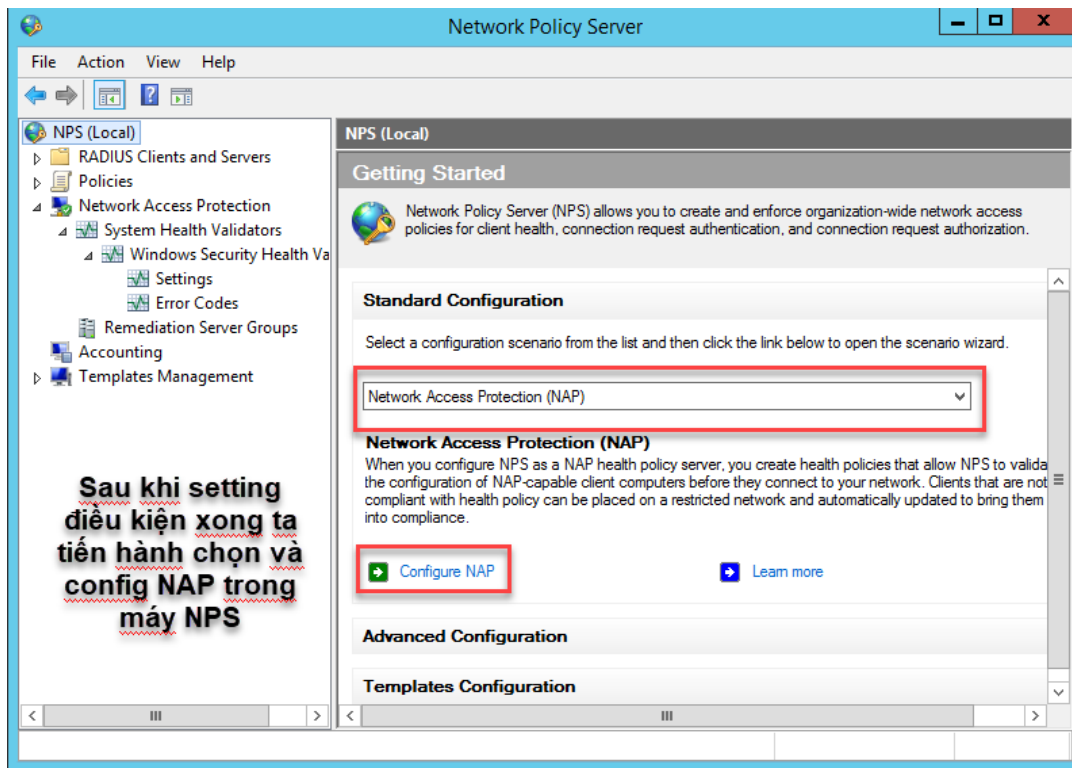 Network Policy Server
File Action View Help
NPS (Local)
RADIUS Clients and Servers
Policies
Network Access Protection
System Health Validators
Windows Security Health Va
Settings
Error Codes
Remediation Server Groups
Accounting
Templates Management
Sau khi setting
điều kiện xong ta
tiến hành chọn và
config NAP trong
máy NPS
NPS (Local)
Getting Started
Network Policy Server (NPS) allows you to create and enforce organization-wide network access
policies for client health, connection request authentication, and connection request authorization.
Standard Configuration
Select a configuration scenario from the list and then click the link below to open the scenario wizard.
Network Access Protection (NAP)
Network Access Protection (NAP)
When you configure NPS as a NAP health policy server, you create health policies that allow NPS to valida
the configuration of NAP-capable client computers before they connect to your network. Clients that are not
compliant with health policy can be placed on a restricted network and automatically updated to bring them
into compliance.
Configure NAP Learn more
Advanced Configuration
Templates Configuration